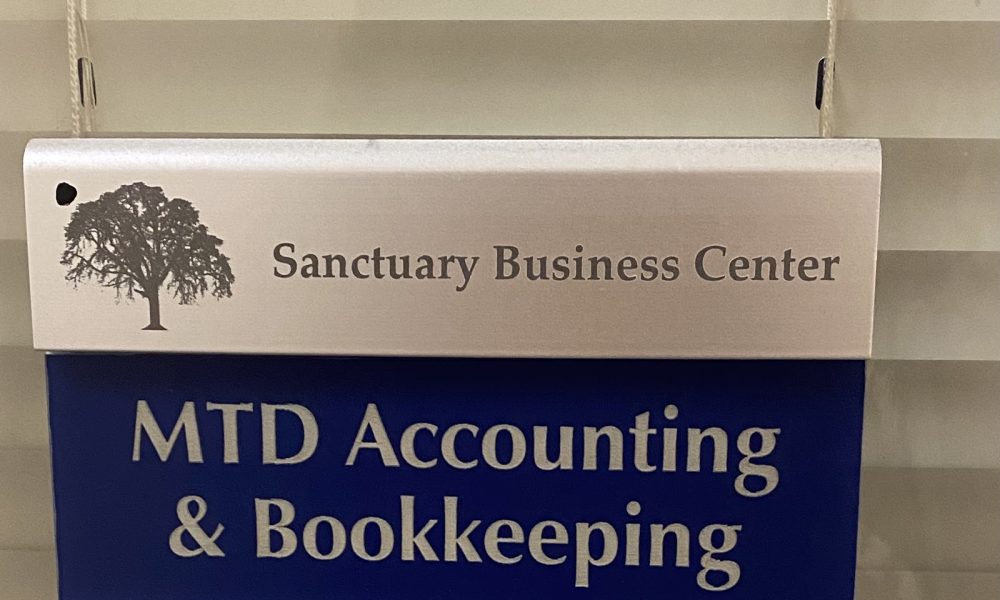 Sanctuary Business Center
MTD Accounting
& Bookkeeping